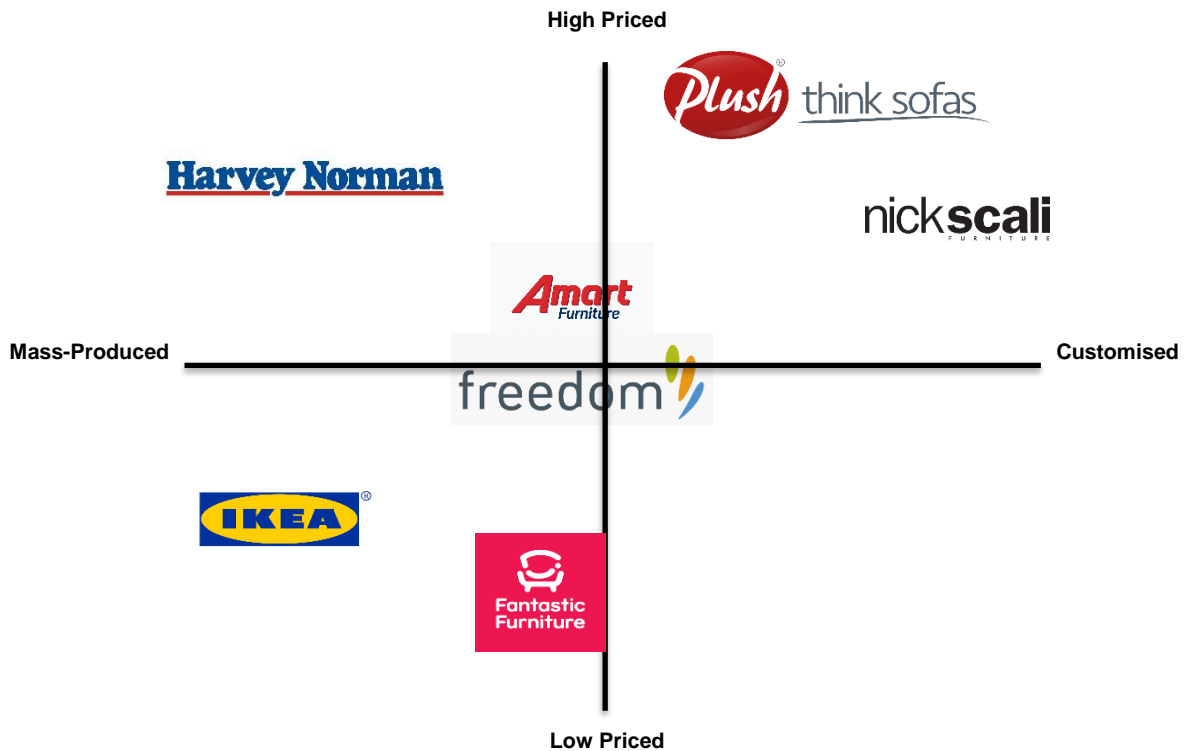 High Priced
Plush® think sofas
Harvey Norman
nickscali
FURNITURE
Amart
Furniture
Mass-Produced
Customised
freedom
IKEA®
Fantastic
Furniture
Low Priced